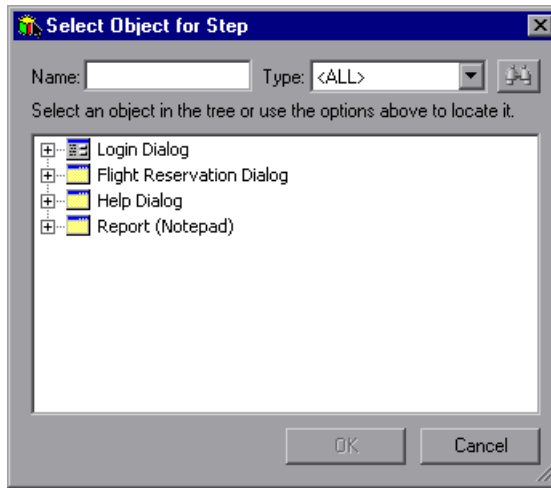 Select Object for Step
Name: Type: <ALL>
Select an object in the tree or use the options above to locate it.
Login Dialog
Flight Reservation Dialog
Help Dialog
Report (Notepad)
OK Cancel